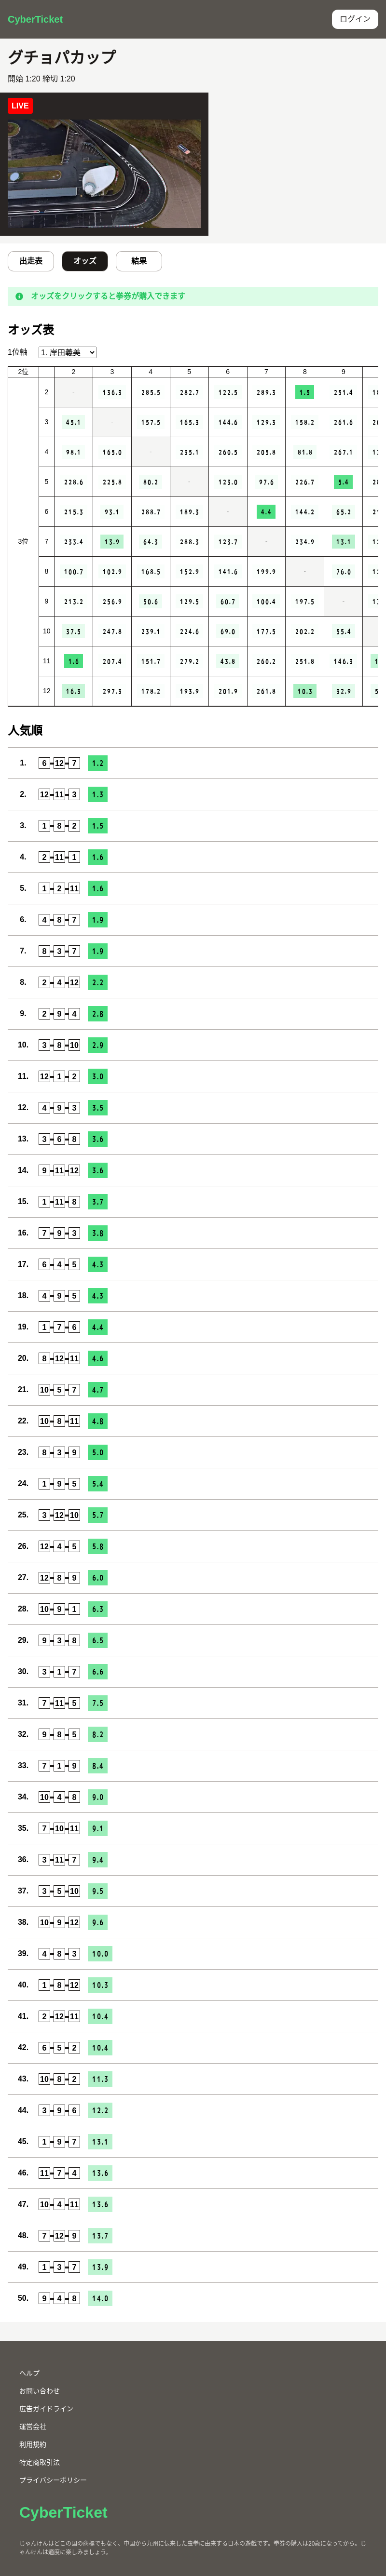 CyberTicket
ログイン
グチョパカップ
開始 1:20 締切 1:20
LIVE
出走表 オッズ 結果
オッズをクリックすると拳券が購入できます
オッズ表
1位軸 1. 岸田義美
2位 2 3 4 5 6 7 8 9
3位
2 - 136.3 285.5 282.7 122.5 289.3 1.5 251.4
3 45.1 - 157.5 165.3 144.6 129.3 158.2 261.6
4 98.1 165.0 - 235.1 260.5 205.8 81.8 267.1
5 228.6 225.8 80.2 - 123.0 97.6 226.7 5.4
6 215.3 93.1 288.7 189.3 - 4.4 144.2 65.2
7 233.4 13.9 64.3 288.3 123.7 - 234.9 13.1
8 100.7 102.9 168.5 152.9 141.6 199.9 - 76.0
9 213.2 256.9 50.6 129.5 60.7 100.4 197.5 -
10 37.5 247.8 239.1 224.6 69.0 177.5 202.2 55.4
11 1.6 207.4 151.7 279.2 43.8 260.2 251.8 146.3
12 16.3 297.3 178.2 193.9 201.9 261.8 10.3 32.9
人気順
1. 6-12-7 1.2
2. 12-11-3 1.3
3. 1-8-2 1.5
4. 2-11-1 1.6
5. 1-2-11 1.6
6. 4-8-7 1.9
7. 8-3-7 1.9
8. 2-4-12 2.2
9. 2-9-4 2.8
10. 3-8-10 2.9
11. 12-1-2 3.0
12. 4-9-3 3.5
13. 3-6-8 3.6
14. 9-11-12 3.6
15. 1-11-8 3.7
16. 7-9-3 3.8
17. 6-4-5 4.3
18. 4-9-5 4.3
19. 1-7-6 4.4
20. 8-12-11 4.6
21. 10-5-7 4.7
22. 10-8-11 4.8
23. 8-3-9 5.0
24. 1-9-5 5.4
25. 3-12-10 5.7
26. 12-4-5 5.8
27. 12-8-9 6.0
28. 10-9-1 6.3
29. 9-3-8 6.5
30. 3-1-7 6.6
31. 7-11-5 7.5
32. 9-8-5 8.2
33. 7-1-9 8.4
34. 10-4-8 9.0
35. 7-10-11 9.1
36. 3-11-7 9.4
37. 3-5-10 9.5
38. 10-9-12 9.6
39. 4-8-3 10.0
40. 1-8-12 10.3
41. 2-12-11 10.4
42. 6-5-2 10.4
43. 10-8-2 11.3
44. 3-9-6 12.2
45. 1-9-7 13.1
46. 11-7-4 13.6
47. 10-4-11 13.6
48. 7-12-9 13.7
49. 1-3-7 13.9
50. 9-4-8 14.0
ヘルプ
お問い合わせ
広告ガイドライン
運営会社
利用規約
特定商取引法
プライバシーポリシー
CyberTicket
じゃんけんはどこの国の商標でもなく、中国から九州に伝来した虫拳に由来する日本の遊戯です。拳券の購入は20歳になってから。じ
ゃんけんは適度に楽しみましょう。